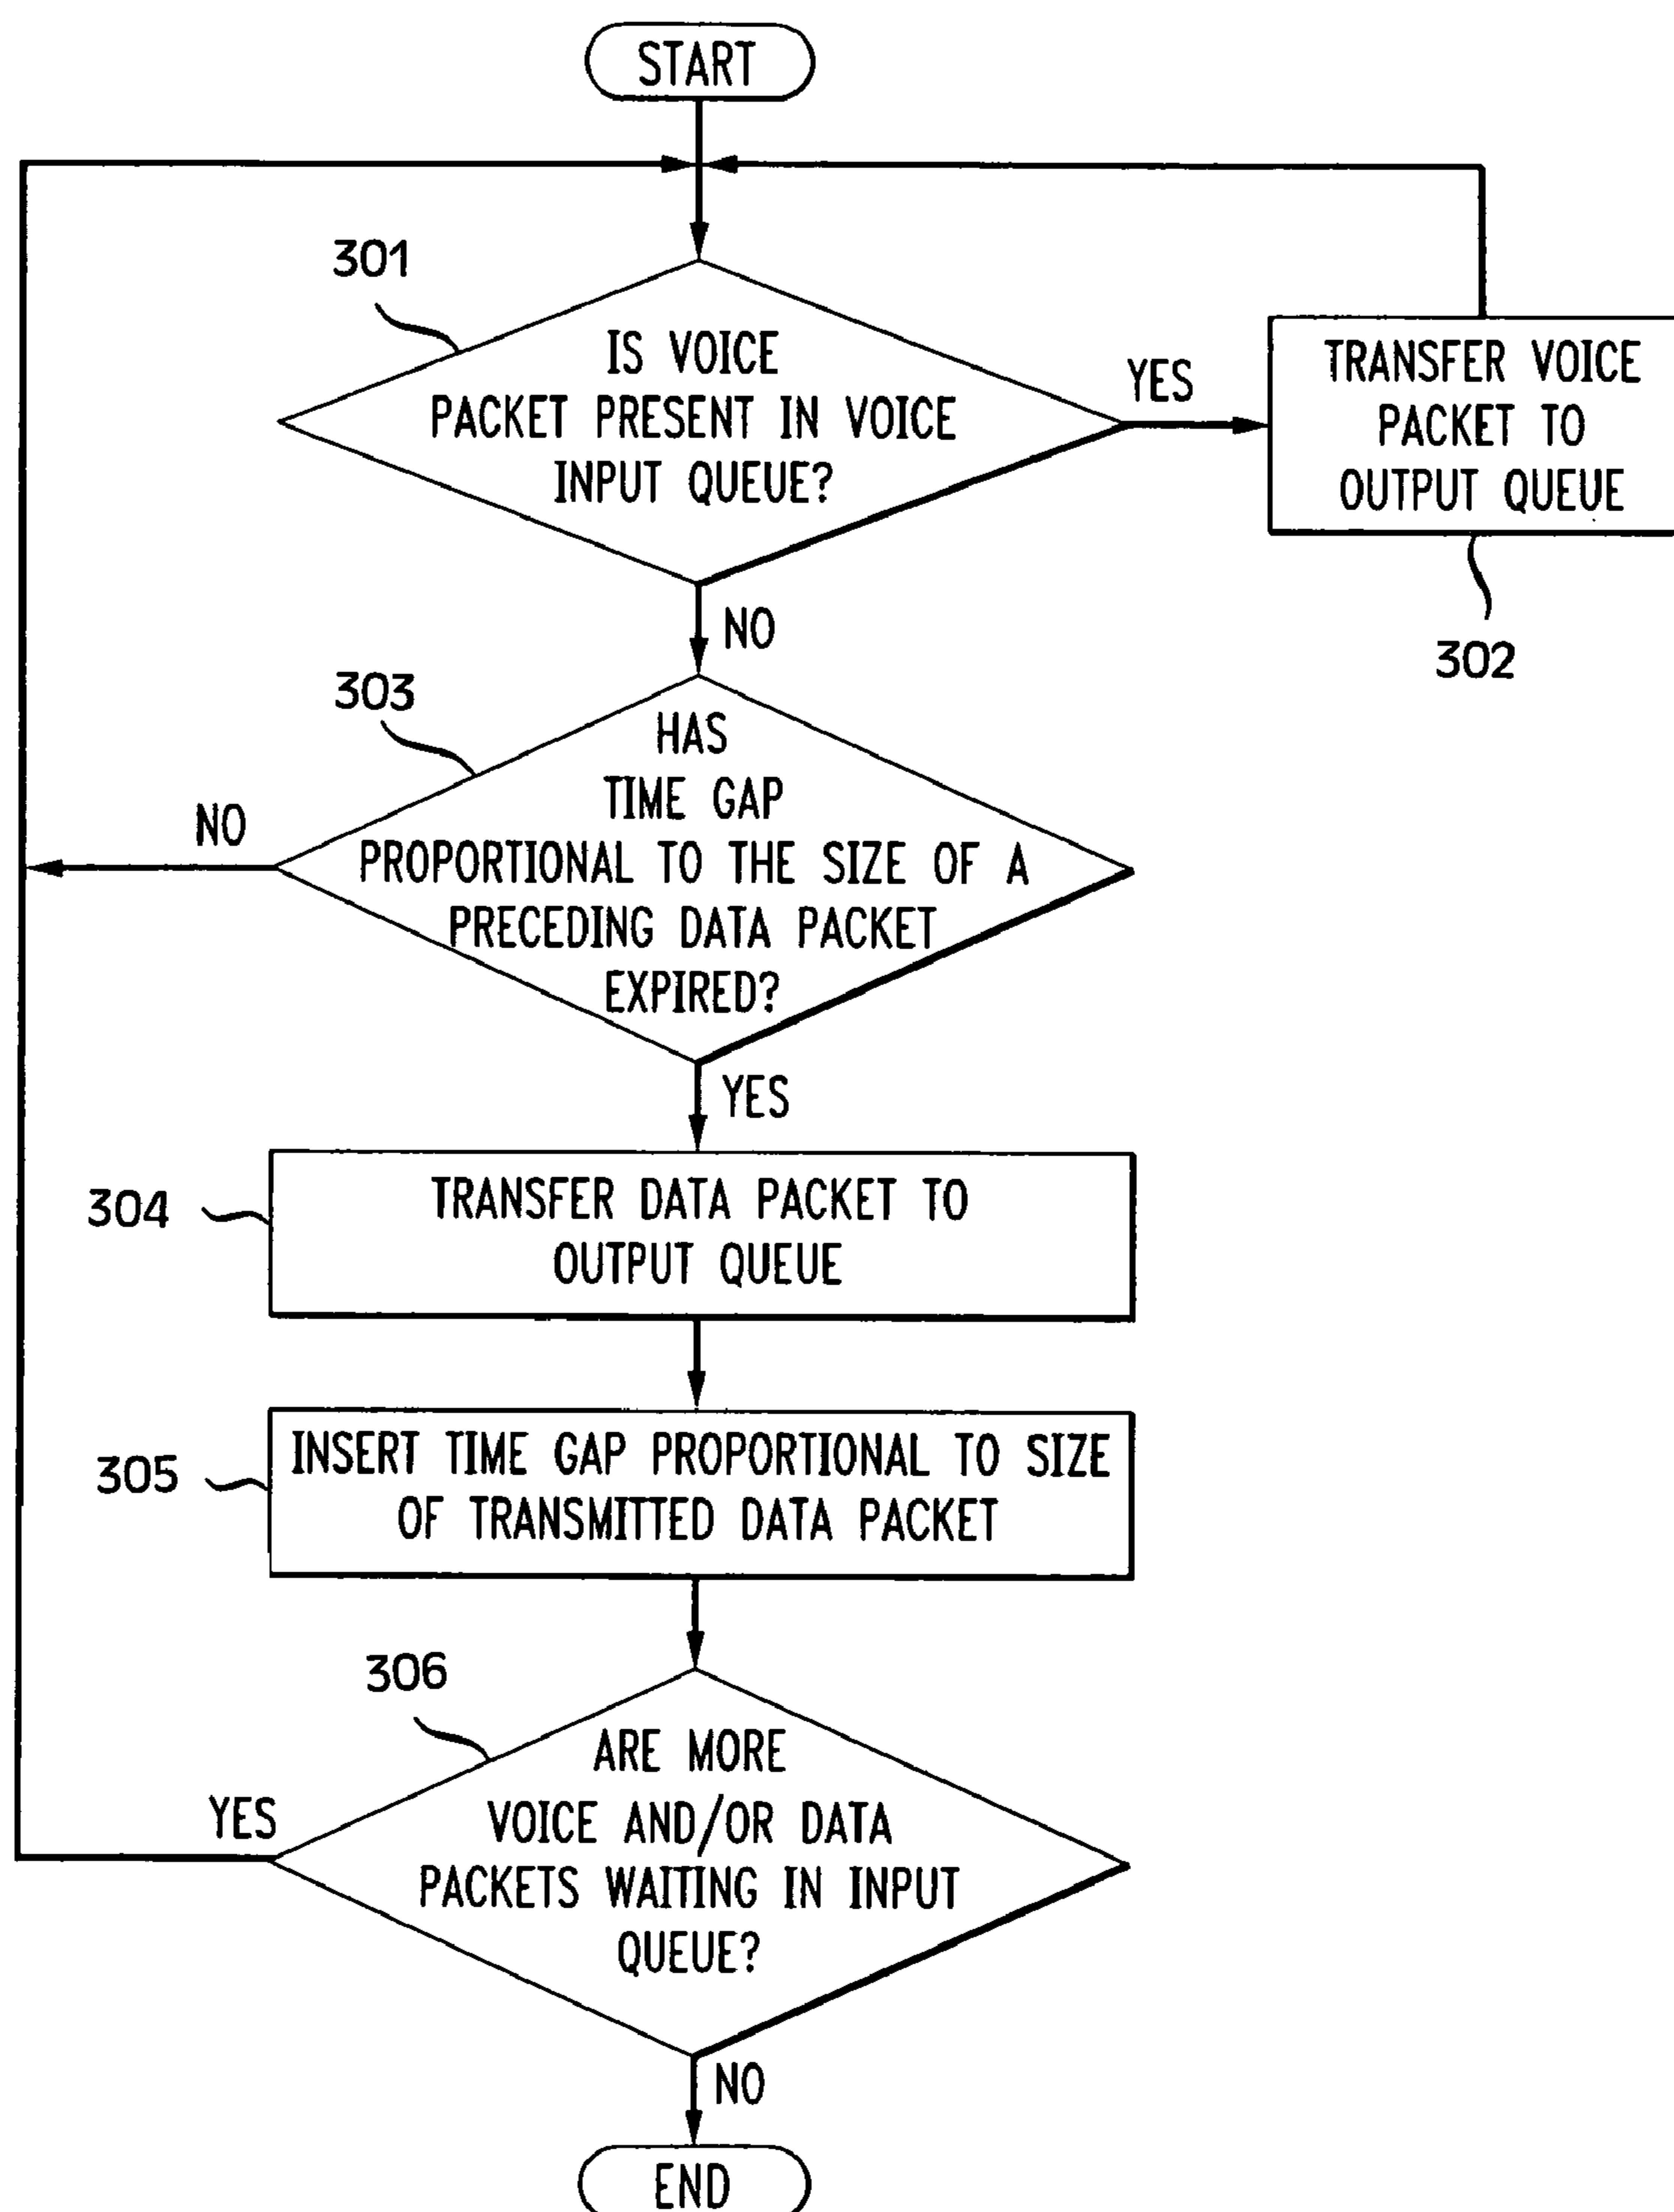 START
301
IS VOICE
PACKET PRESENT IN VOICE
INPUT QUEUE?
YES
TRANSFER VOICE
PACKET TO
OUTPUT QUEUE
302
NO
303
HAS
TIME GAP
PROPORTIONAL TO THE SIZE OF A
PRECEDING DATA PACKET
EXPIRED?
NO
YES
304
TRANSFER DATA PACKET TO
OUTPUT QUEUE
305
INSERT TIME GAP PROPORTIONAL TO SIZE
OF TRANSMITTED DATA PACKET
306
ARE MORE
VOICE AND/OR DATA
PACKETS WAITING IN INPUT
QUEUE?
YES
NO
END